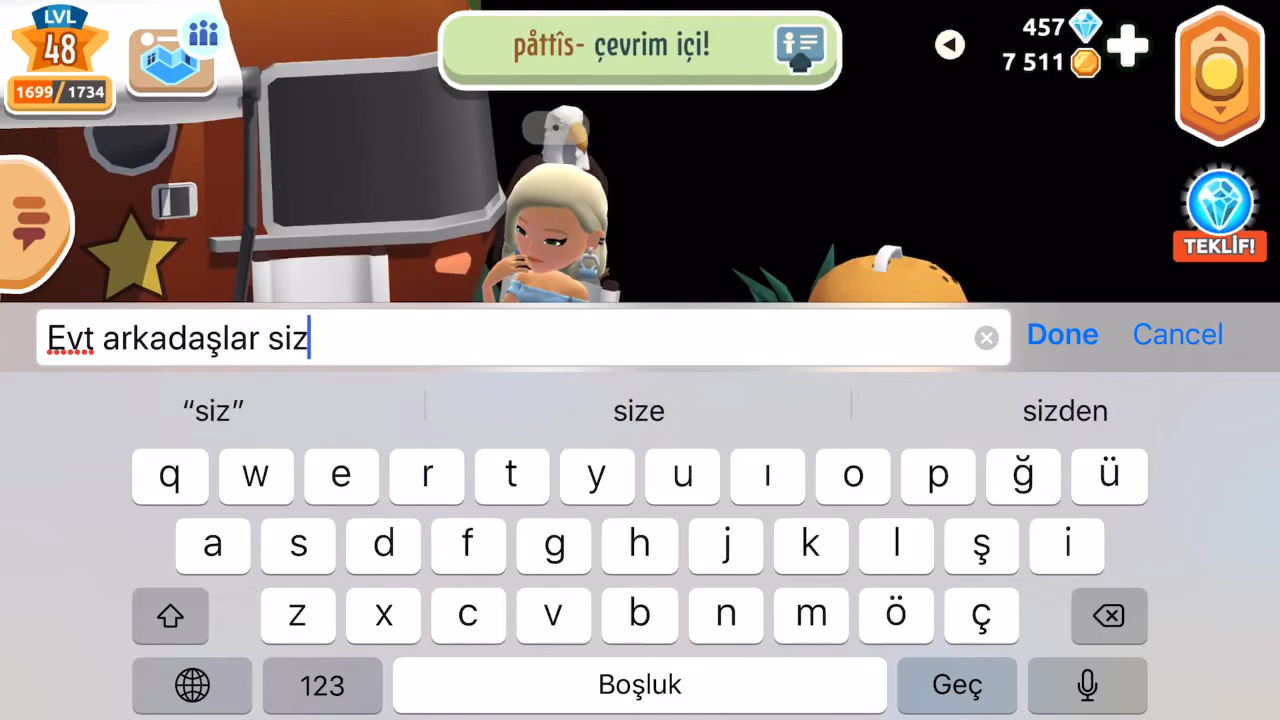 LVL
48
1699 / 1734
påttîs- çevrim içi!
457
7 511
TEKLİF!
Evt arkadaşlar siz
Done
Cancel
“siz”
size
sizden
q w e r t y u ı o p ğ ü
a s d f g h j k l ş i
z x c v b n m ö ç
123
Boşluk
Geç